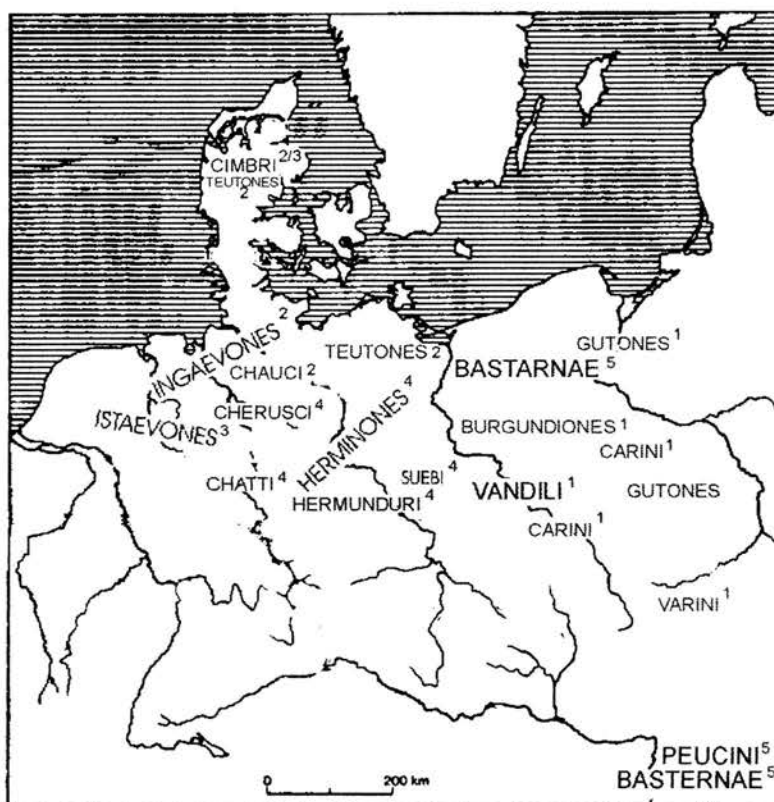 CIMBRI 2/3
TEUTONES
2
2
INGAEVONES
GUTONES 1
TEUTONES 2
BASTARNAE 5
CHAUCI 2
ISTAEVONES 3
CHERUSCI 4
HERMINONES 4
BURGUNDIONES 1
CARINI 1
CHATTI 4
SUEBI 4
HERMUNDURI 4
VANDILI 1
GUTONES
CARINI 1
VARINI 1
PEUCINI 5
BASTERNAE 5
0 200 km